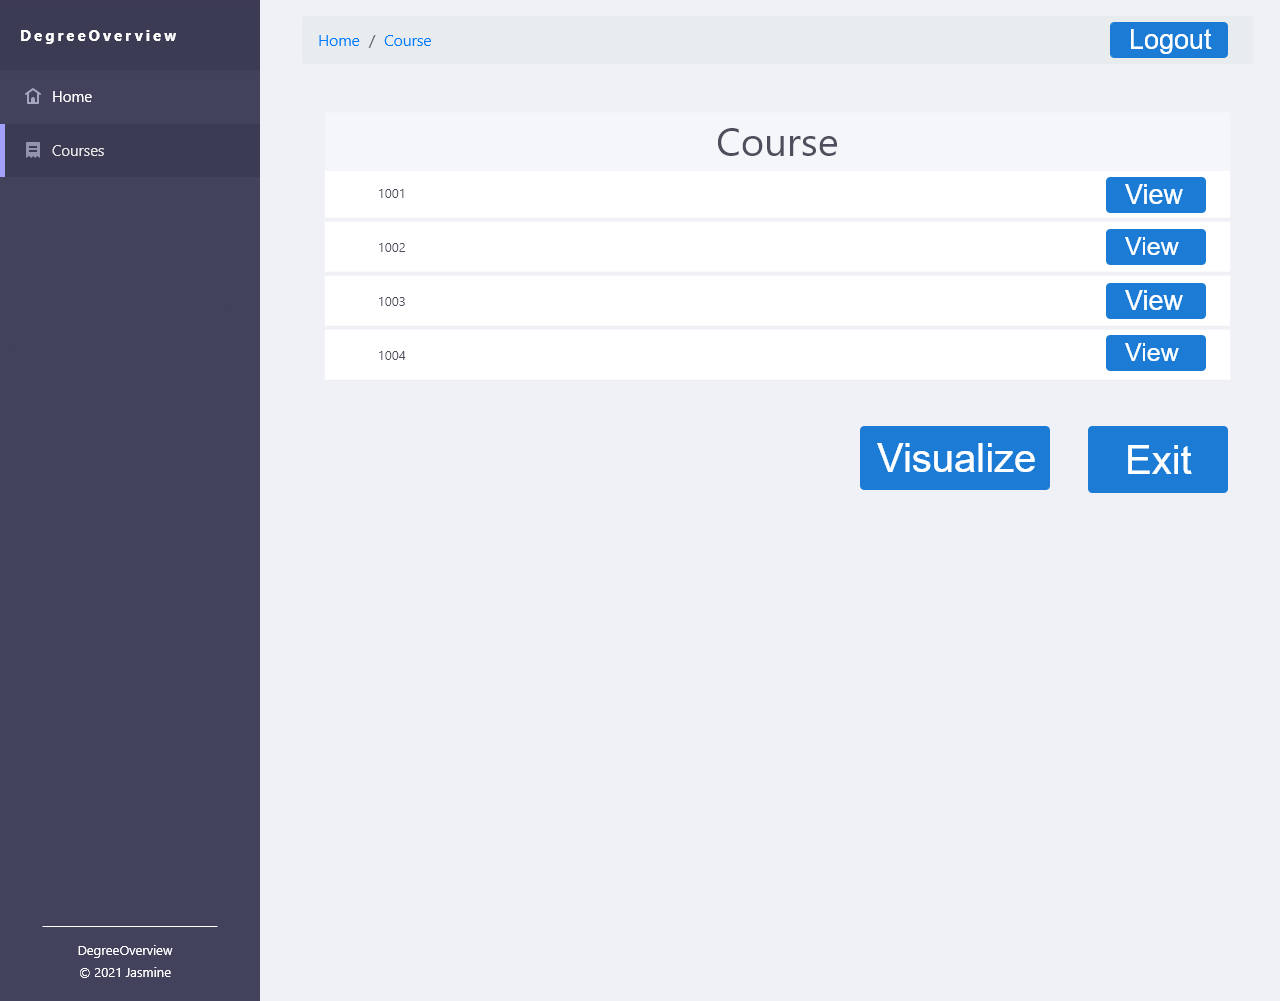 DegreeOverview
Home
Courses
Home / Course
Logout
Course
1001 View
1002 View
1003 View
1004 View
Visualize Exit
DegreeOverview
© 2021 Jasmine